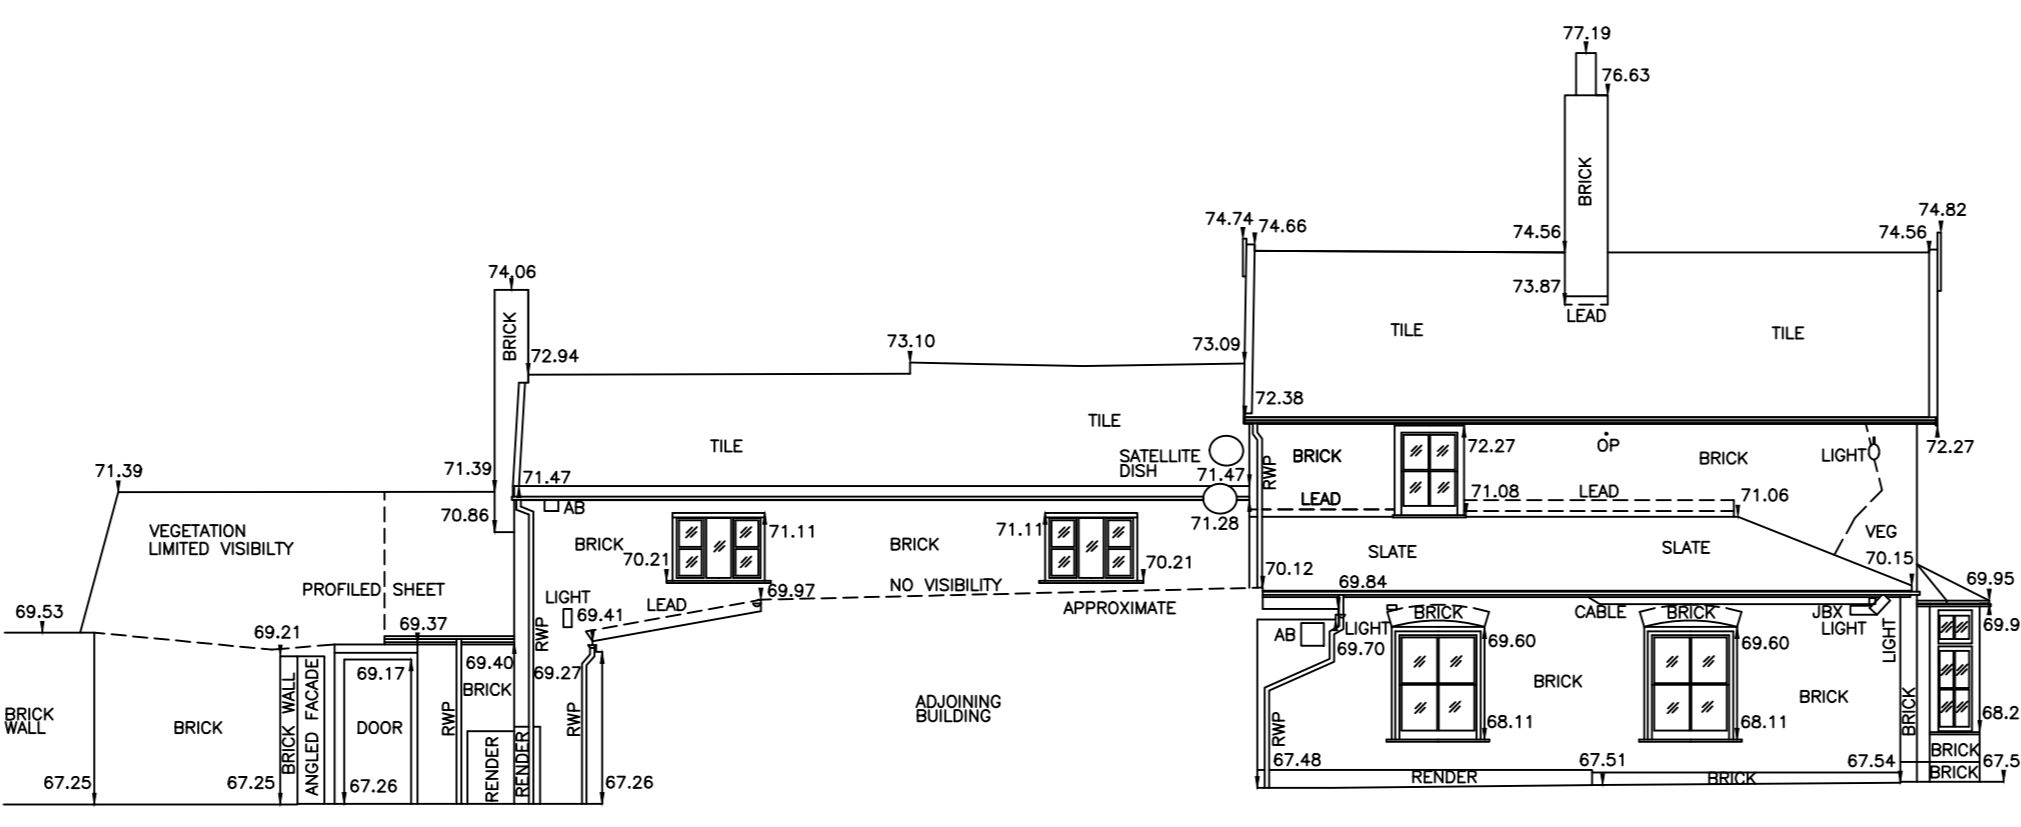 77.19
76.63
BRICK
74.74
74.66
74.56
74.56
74.82
73.87
LEAD
TILE
TILE
74.06
BRICK
72.94
73.10
73.09
72.38
TILE
TILE
SATELLITE
DISH
71.47
71.47
71.39
71.39
70.86
AB
RWP
BRICK
72.27
OP
BRICK
LIGHT
72.27
LEAD
71.08
LEAD
71.06
71.28
VEGETATION
LIMITED VISIBILTY
BRICK
70.21
71.11
BRICK
71.11
70.21
SLATE
SLATE
VEG
70.15
PROFILED SHEET
70.12
69.84
69.95
NO VISIBILITY
APPROXIMATE
69.97
LEAD
LIGHT
69.41
69.53
69.21
69.37
RWP
69.40
69.27
69.17
BRICK
CABLE
BRICK
BRICK
JBX
LIGHT
LIGHT
69.9
AB
LIGHT
69.70
69.60
69.60
BRICK
BRICK
BRICK
68.2
68.11
68.11
BRICK
WALL
BRICK
BRICK WALL
ANGLED FACADE
DOOR
RWP
RENDER
RENDER
RWP
ADJOINING
BUILDING
RWP
67.25
67.25
67.26
67.26
67.48
RENDER
67.51
BRICK
67.54
BRICK
BRICK
67.5